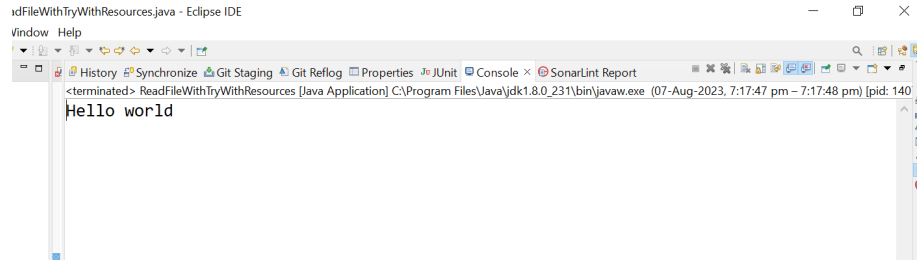 adFileWithTryWithResources.java - Eclipse IDE
Window Help
History Synchronize Git Staging Git Reflog Properties JUnit Console SonarLint Report
<terminated> ReadFileWithTryWithResources [Java Application] C:\Program Files\Java\jdk1.8.0_231\bin\javaw.exe (07-Aug-2023, 7:17:47 pm – 7:17:48 pm) [pid: 140
Hello world